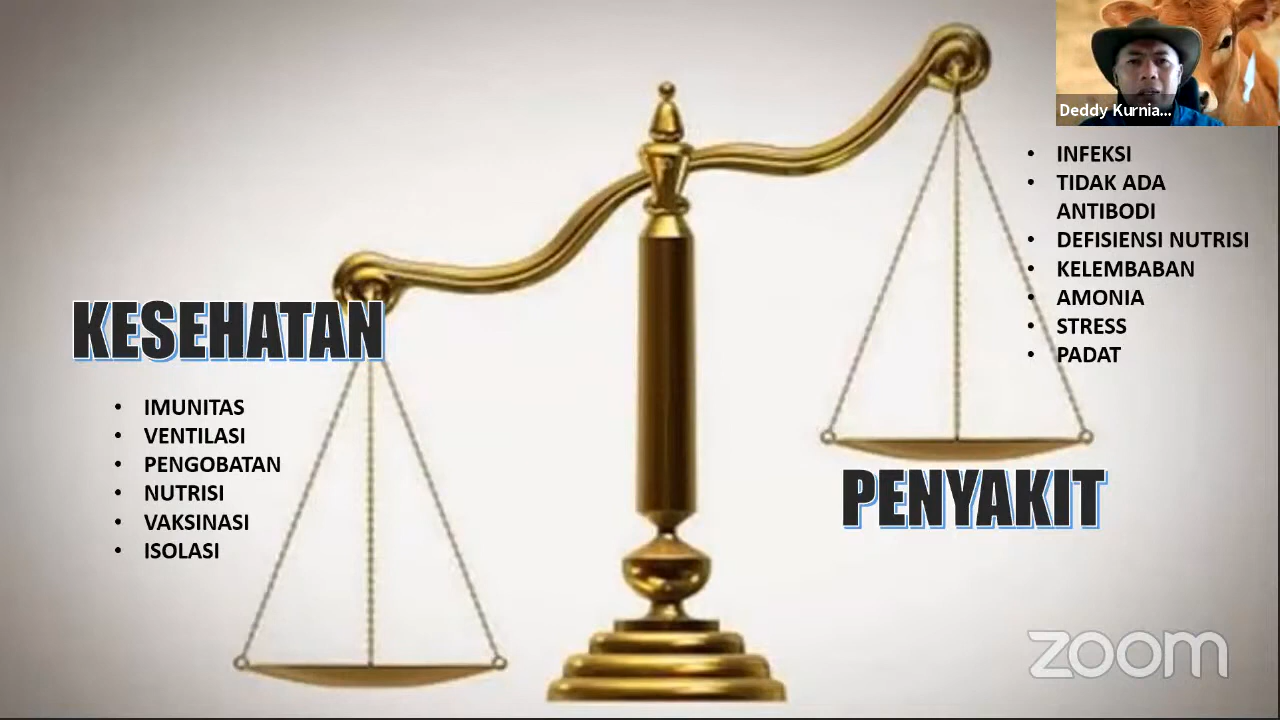 Deddy Kurnia...
INFEKSI
TIDAK ADA
ANTIBODI
DEFISIENSI NUTRISI
KELEMBABAN
AMONIA
STRESS
PADAT
KESEHATAN
IMUNITAS
VENTILASI
PENGOBATAN
NUTRISI
VAKSINASI
ISOLASI
PENYAKIT
zoom